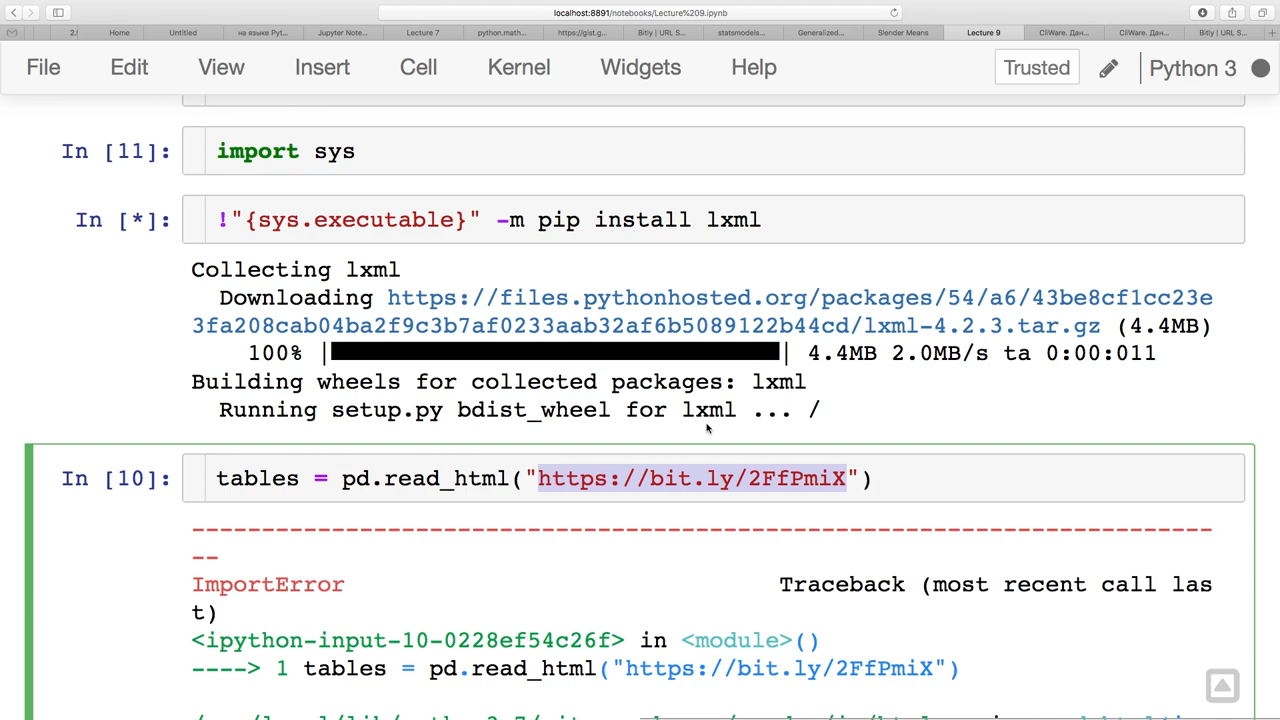 localhost:8891/notebooks/Lecture%209.ipynb
2.l Home Untitled на языке Pyt... Jupyter Note... Lecture 7 python.math... https://gist.g... Bitly | URL S... statsmodels... Generalized... Slender Means Lecture 9 CliWare. Дан... CliWare. Дан... Bitly | URL S...
File Edit View Insert Cell Kernel Widgets Help Trusted Python 3
In [11]: import sys
In [*]: !"{sys.executable}" -m pip install lxml
Collecting lxml
Downloading https://files.pythonhosted.org/packages/54/a6/43be8cf1cc23e
3fa208cab04ba2f9c3b7af0233aab32af6b5089122b44cd/lxml-4.2.3.tar.gz (4.4MB)
100% |████████████████████████████████| 4.4MB 2.0MB/s ta 0:00:011
Building wheels for collected packages: lxml
Running setup.py bdist_wheel for lxml ... /
In [10]: tables = pd.read_html("https://bit.ly/2FfPmiX")
-------------------------------------------------------------------------
--
ImportError Traceback (most recent call las
t)
<ipython-input-10-0228ef54c26f> in <module>()
----> 1 tables = pd.read_html("https://bit.ly/2FfPmiX")